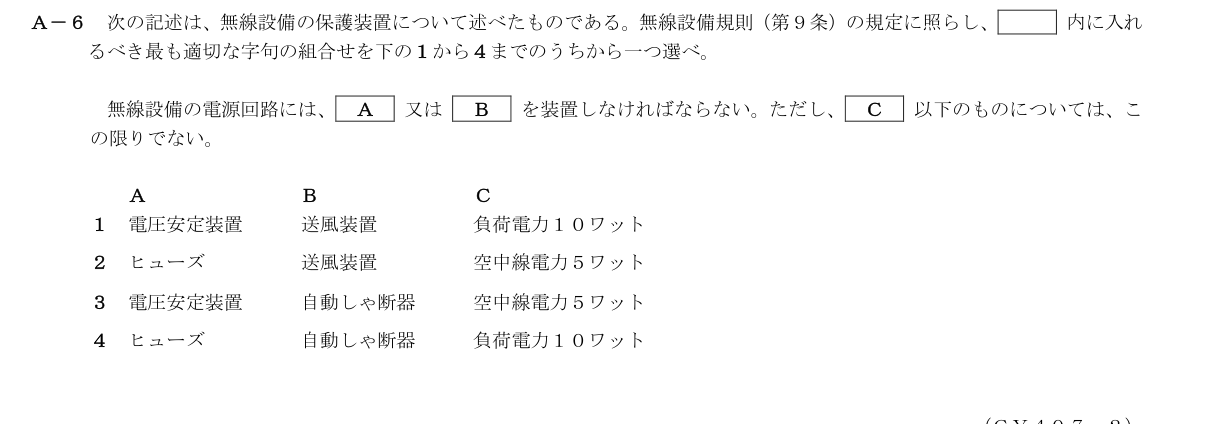 Ａ－６　次の記述は、無線設備の保護装置について述べたものである。無線設備規則（第９条）の規定に照らし、　　　内に入れ
るべき最も適切な字句の組合せを下の１から４までのうちから一つ選べ。
無線設備の電源回路には、 Ａ 又は Ｂ を装置しなければならない。ただし、 Ｃ 以下のものについては、こ
の限りでない。
Ａ　Ｂ　Ｃ
１　電圧安定装置　送風装置　負荷電力１０ワット
２　ヒューズ　送風装置　空中線電力５ワット
３　電圧安定装置　自動しゃ断器　空中線電力５ワット
４　ヒューズ　自動しゃ断器　負荷電力１０ワット